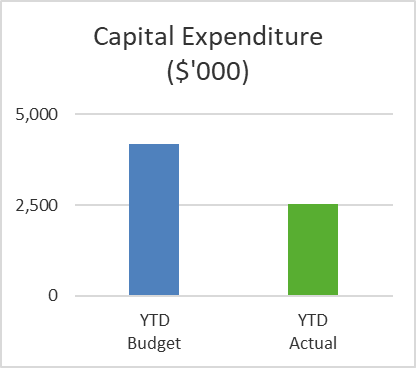 Capital Expenditure
($'000)
5,000
2,500
0
YTD
Budget
YTD
Actual